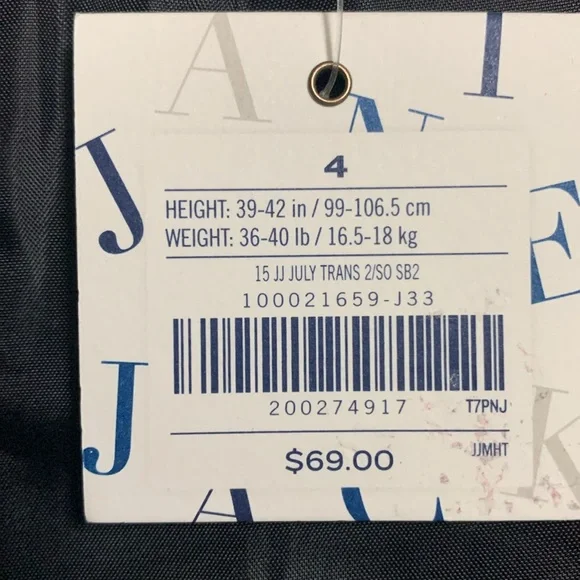 4
HEIGHT: 39-42 in / 99-106.5 cm
WEIGHT: 36-40 lb / 16.5-18 kg
15 JJ JULY TRANS 2/SO SB2
100021659-J33
200274917 T7PNJ
$69.00
JJMHT